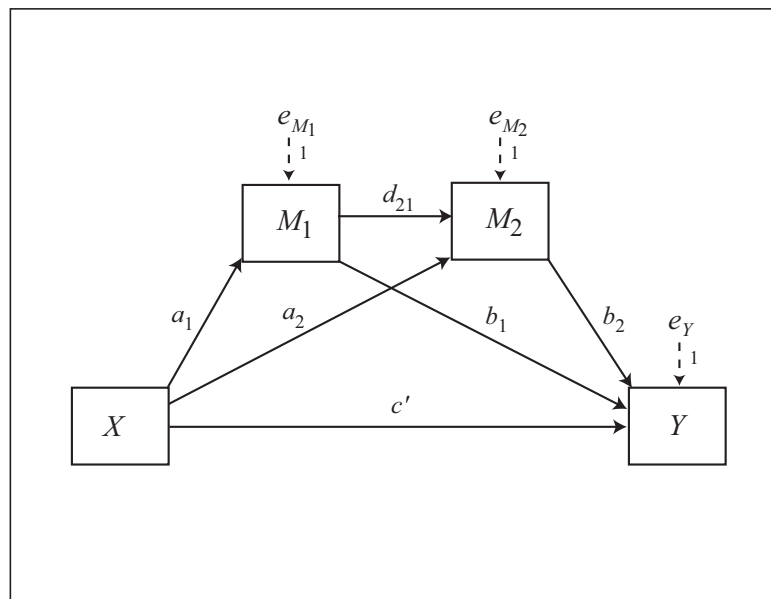 e_{M_1} e_{M_2}
1 1
M_1 d_{21} M_2
a_1 a_2 b_1 b_2 e_Y
1
X c′ Y